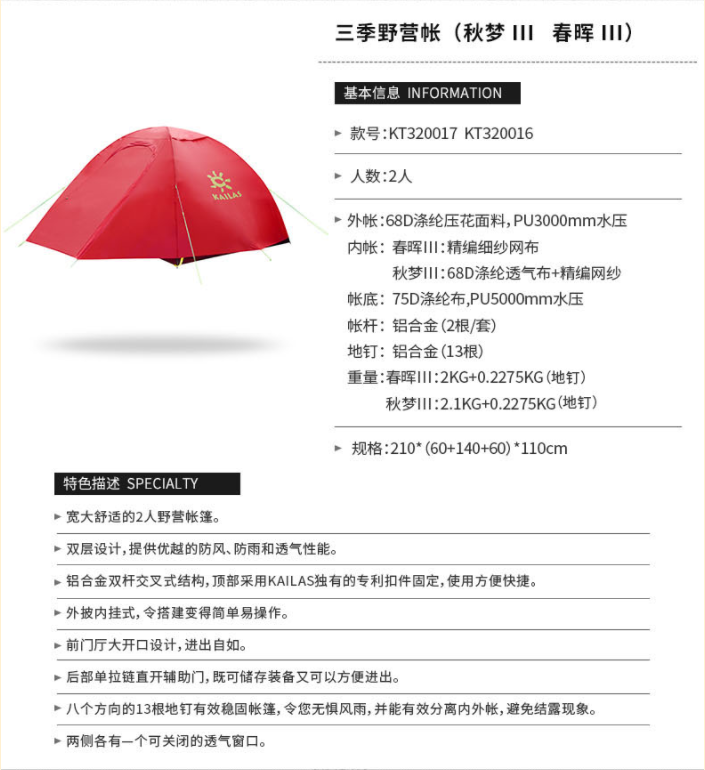 三季野营帐（秋梦 III 春晖 III）
基本信息 INFORMATION
款号：KT320017 KT320016
人数：2人
外帐：68D涤纶压花面料，PU3000mm水压
内帐： 春晖III：精编细纱网布
秋梦III：68D涤纶透气布+精编网纱
帐底： 75D涤纶布,PU5000mm水压
帐杆： 铝合金（2根/套）
地钉： 铝合金（13根）
重量：春晖III：2KG+0.2275KG（地钉）
秋梦III：2.1KG+0.2275KG（地钉）
规格：210*（60+140+60）*110cm
KAILAS
特色描述 SPECIALTY
宽大舒适的2人野营帐篷。
双层设计，提供优越的防风、防雨和透气性能。
铝合金双杆交叉式结构，顶部采用KAILAS独有的专利扣件固定，使用方便快捷。
外披内挂式，令搭建变得简单易操作。
前门厅大开口设计，进出自如。
后部单拉链直开辅助门，既可储存装备又可以方便进出。
八个方向的13根地钉有效稳固帐篷，令您无惧风雨，并能有效分离内外帐，避免结露现象。
两侧各有一个可关闭的透气窗口。